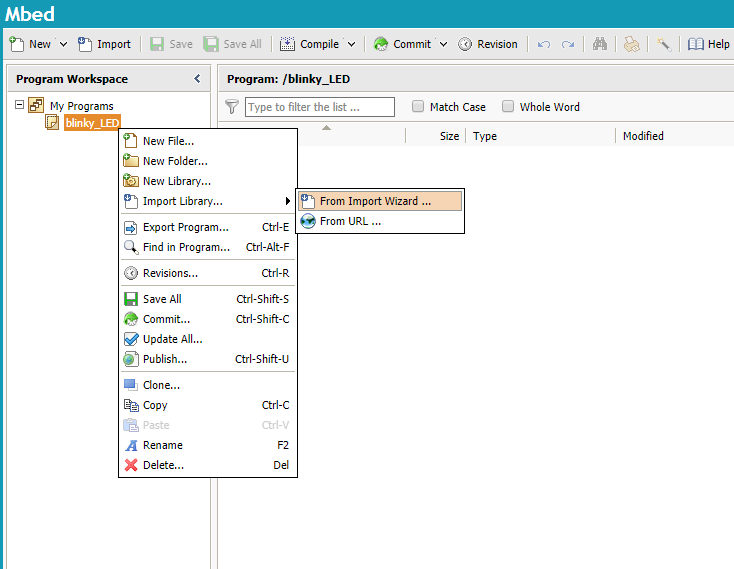 Mbed
New Import Save Save All Compile Commit Revision Help
Program Workspace
Program: /blinky_LED
My Programs
blinky_LED
Type to filter the list ... Match Case Whole Word
Size Type Modified
New File...
New Folder...
New Library...
Import Library...
From Import Wizard ...
From URL ...
Export Program... Ctrl-E
Find in Program... Ctrl-Alt-F
Revisions... Ctrl-R
Save All Ctrl-Shift-S
Commit... Ctrl-Shift-C
Update All...
Publish... Ctrl-Shift-U
Clone...
Copy Ctrl-C
Paste Ctrl-V
Rename F2
Delete... Del